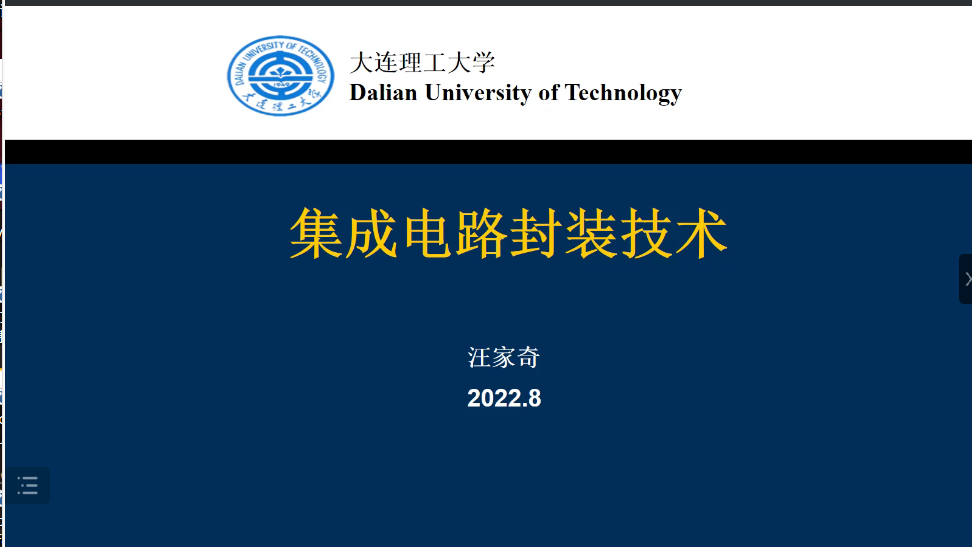 DALIAN UNIVERSITY OF TECHNOLOGY
1949
大连理工大学
大连理工大学
Dalian University of Technology
集成电路封装技术
汪家奇
2022.8